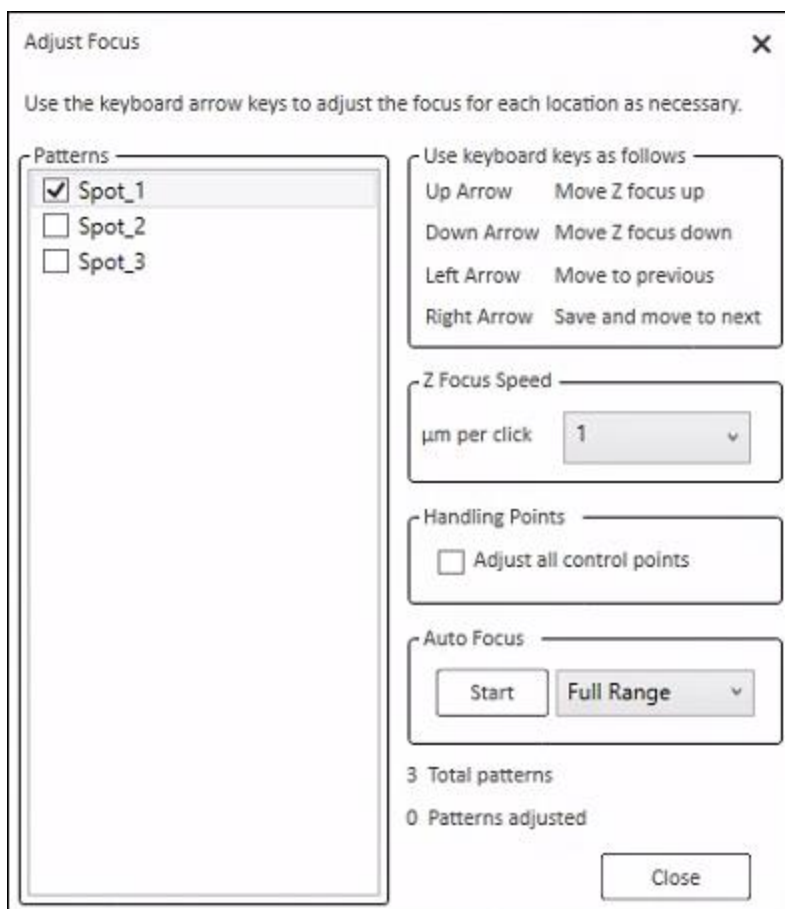 Adjust Focus
Use the keyboard arrow keys to adjust the focus for each location as necessary.
Patterns
Spot_1
Spot_2
Spot_3
Use keyboard keys as follows
Up Arrow Move Z focus up
Down Arrow Move Z focus down
Left Arrow Move to previous
Right Arrow Save and move to next
Z Focus Speed
µm per click 1
Handling Points
Adjust all control points
Auto Focus
Start Full Range
3 Total patterns
0 Patterns adjusted
Close